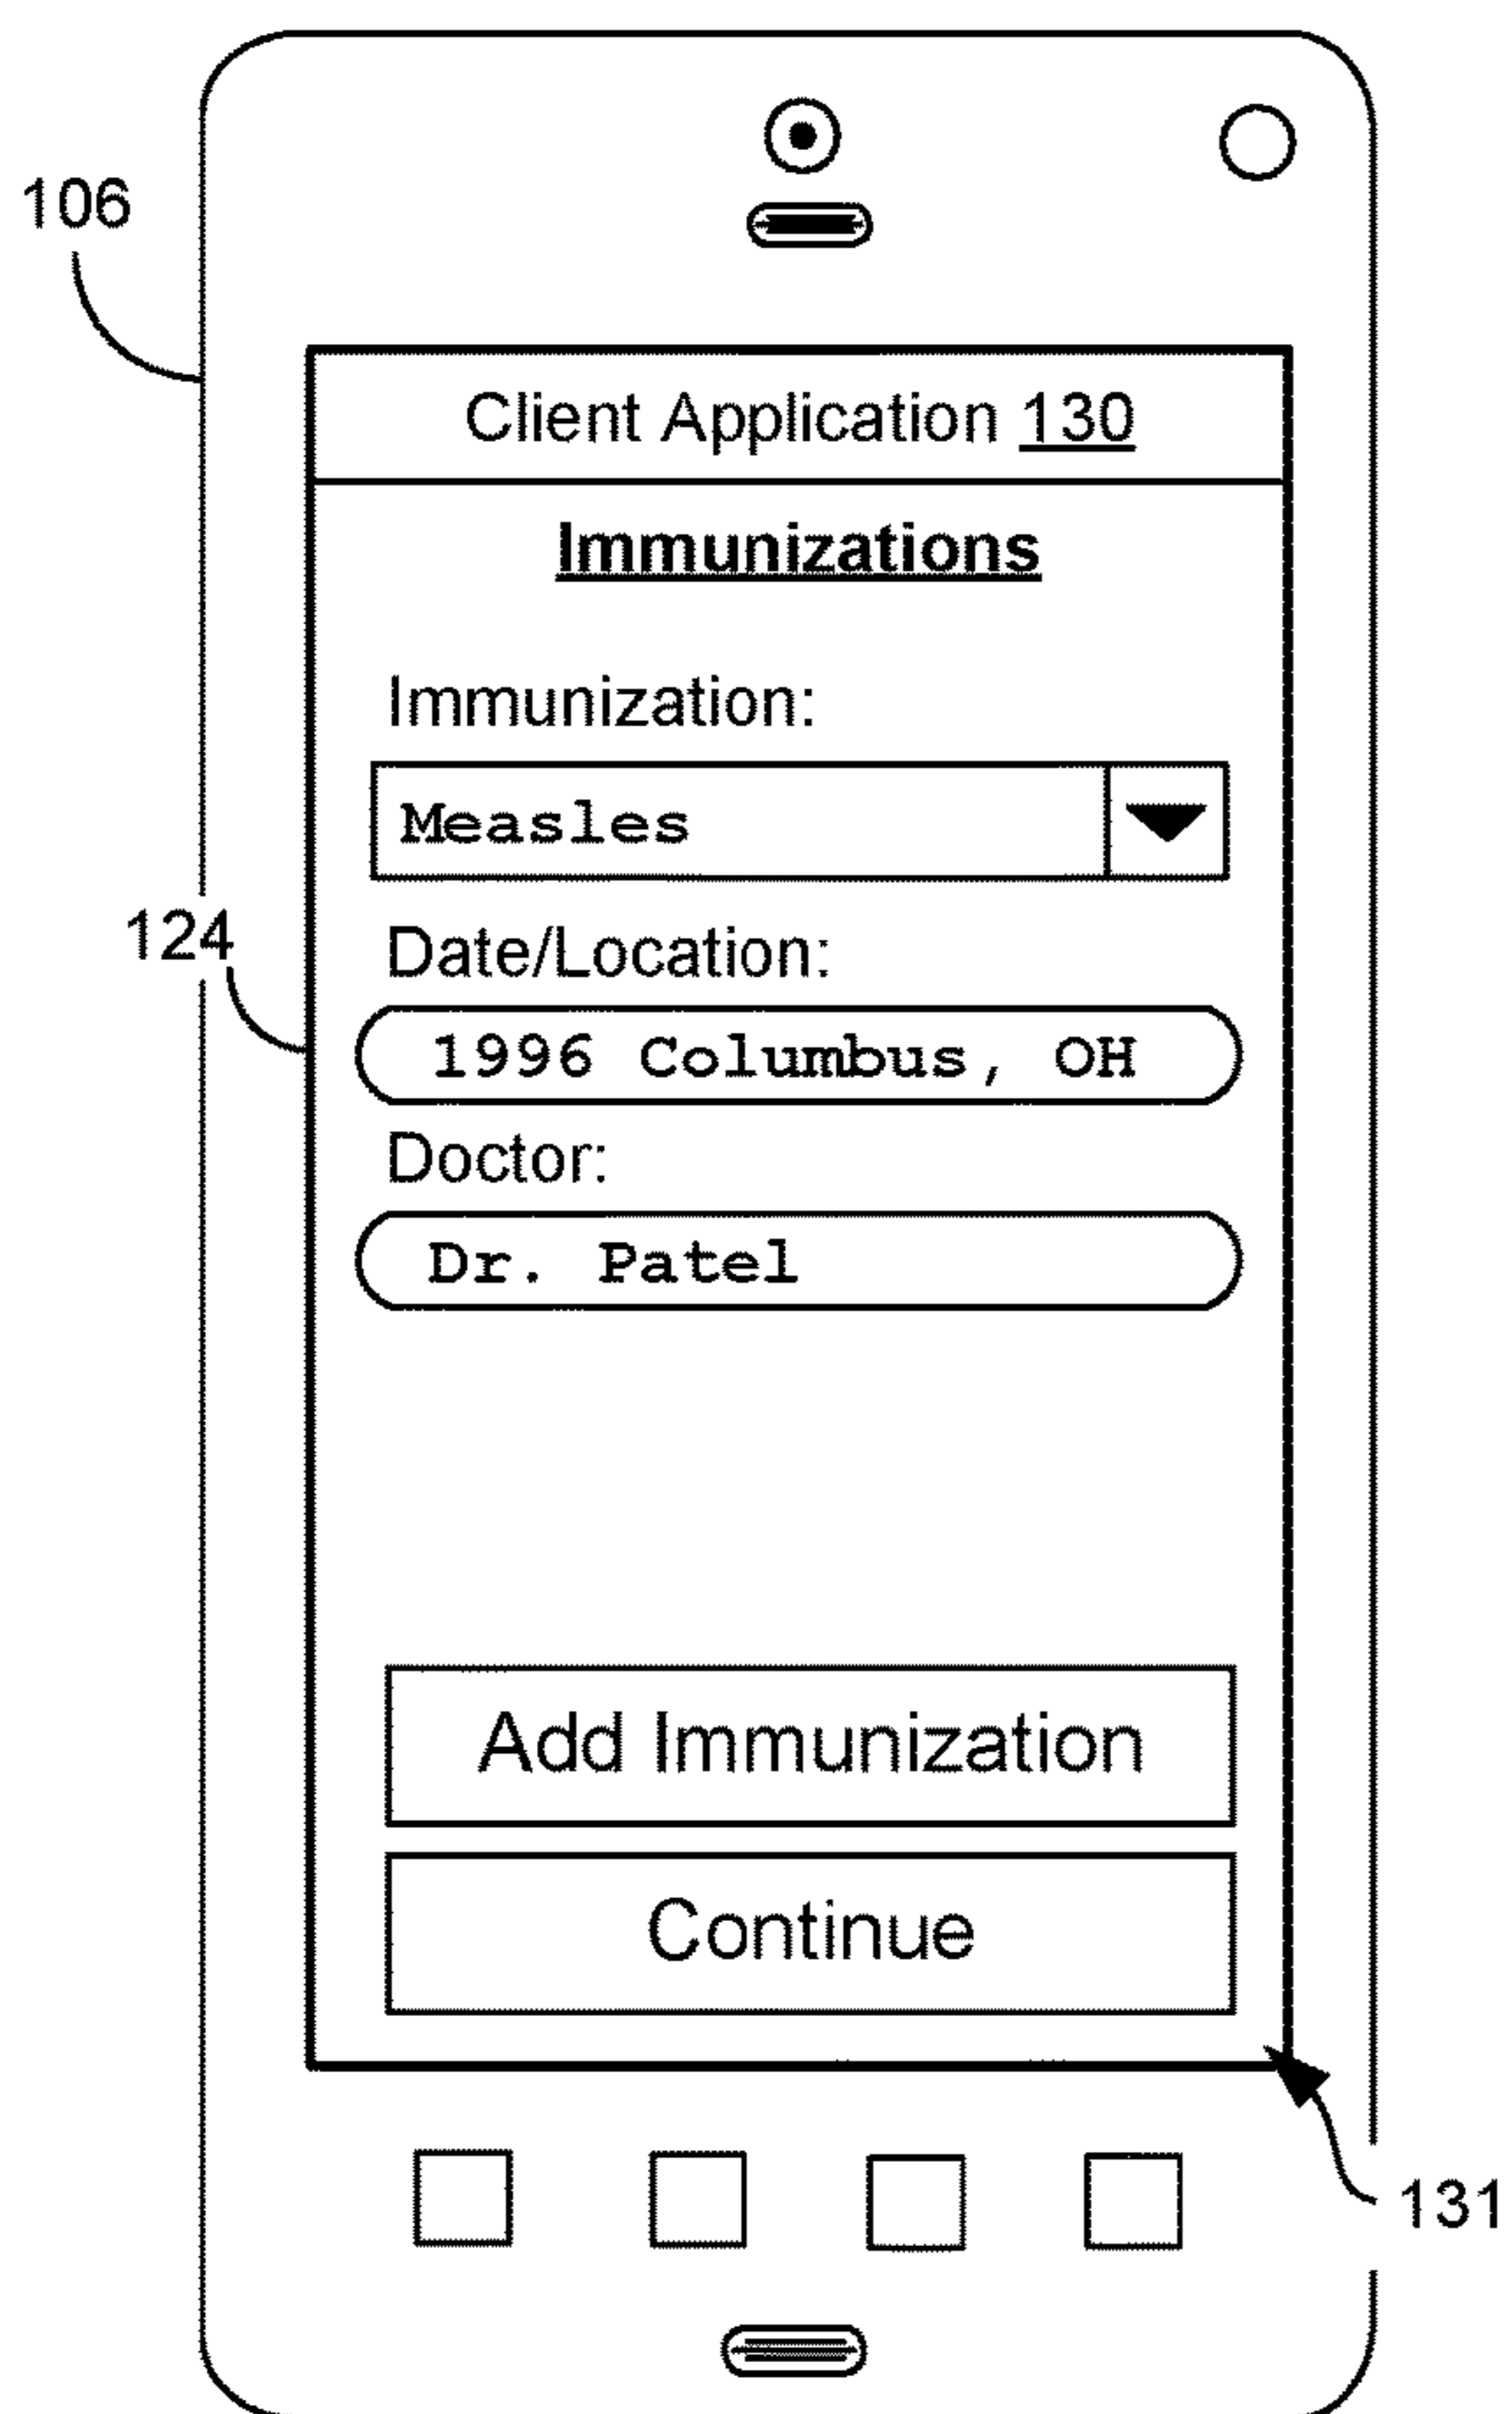 106
Client Application 130
Immunizations
Immunization:
Measles
124
Date/Location:
1996 Columbus, OH
Doctor:
Dr. Patel
Add Immunization
Continue
131